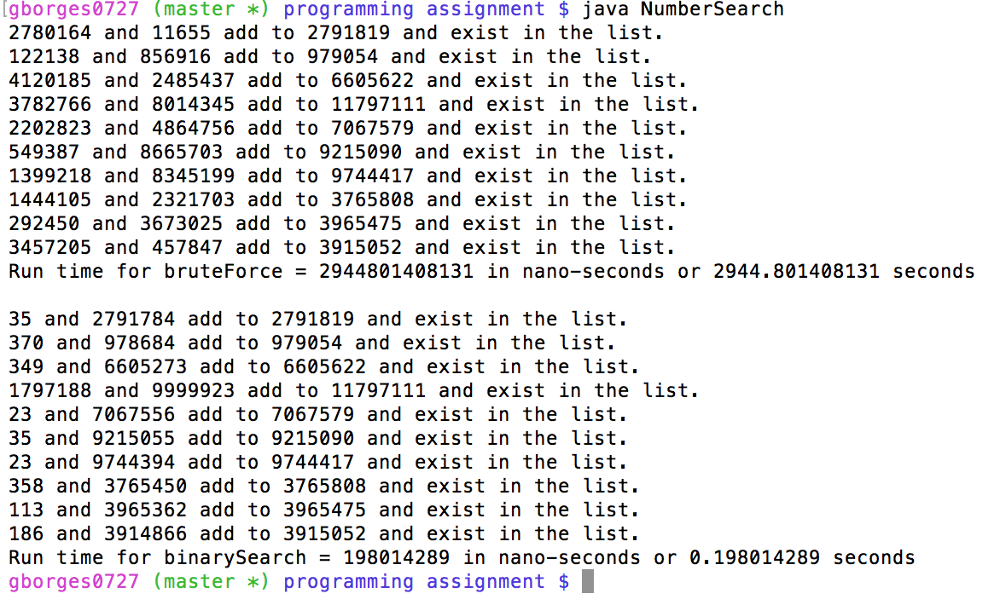 [gborges0727 (master *) programming assignment $ java NumberSearch
2780164 and 11655 add to 2791819 and exist in the list.
122138 and 856916 add to 979054 and exist in the list.
4120185 and 2485437 add to 6605622 and exist in the list.
3782766 and 8014345 add to 11797111 and exist in the list.
2202823 and 4864756 add to 7067579 and exist in the list.
549387 and 8665703 add to 9215090 and exist in the list.
1399218 and 8345199 add to 9744417 and exist in the list.
1444105 and 2321703 add to 3765808 and exist in the list.
292450 and 3673025 add to 3965475 and exist in the list.
3457205 and 457847 add to 3915052 and exist in the list.
Run time for bruteForce = 2944801408131 in nano-seconds or 2944.801408131 seconds
35 and 2791784 add to 2791819 and exist in the list.
370 and 978684 add to 979054 and exist in the list.
349 and 6605273 add to 6605622 and exist in the list.
1797188 and 9999923 add to 11797111 and exist in the list.
23 and 7067556 add to 7067579 and exist in the list.
35 and 9215055 add to 9215090 and exist in the list.
23 and 9744394 add to 9744417 and exist in the list.
358 and 3765450 add to 3765808 and exist in the list.
113 and 3965362 add to 3965475 and exist in the list.
186 and 3914866 add to 3915052 and exist in the list.
Run time for binarySearch = 198014289 in nano-seconds or 0.198014289 seconds
gborges0727 (master *) programming assignment $